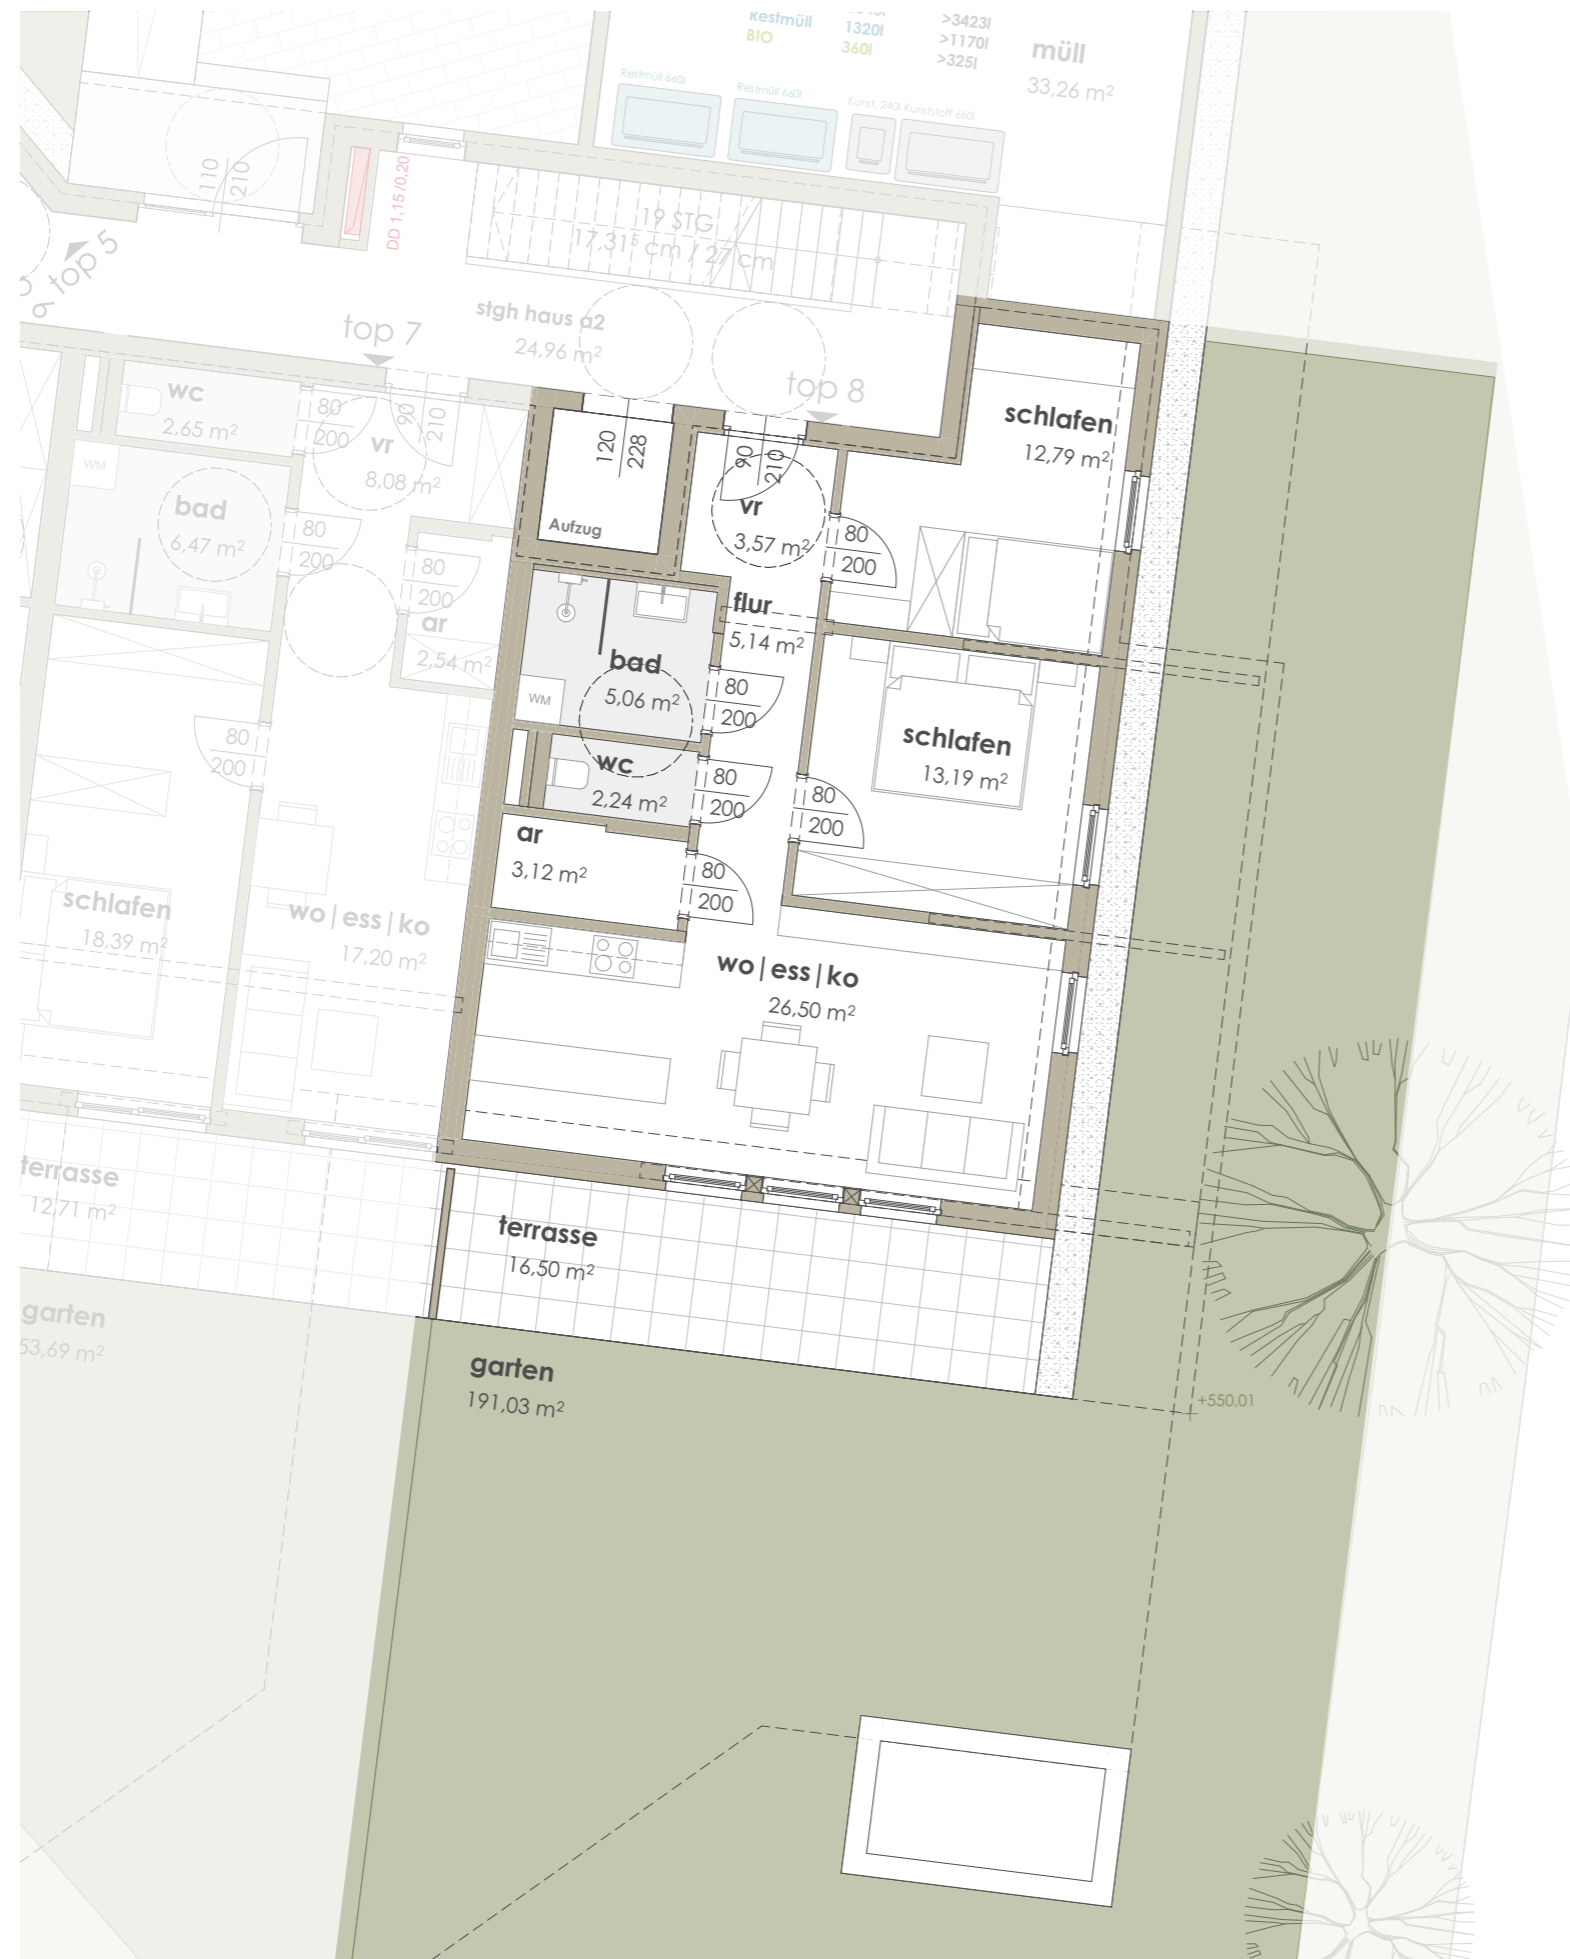 Restmüll 1320l >3423l
BIO 360l >1170l
>325l
müll
33,26 m²
Restmüll 660l
Restmüll 660l
Kunst. 240l Kunststoff 660l
110
210
DD 1,15 /0,20
19 STG
17,31⁵ cm / 27 cm
top 5
stgh haus a2
24,96 m²
top 7
top 8
wc
2,65 m²
80
200
vr
8,08 m²
90
210
WM
bad
6,47 m²
80
200
80
200
ar
2,54 m²
80
200
schlafen
18,39 m²
wo|ess|ko
17,20 m²
terrasse
12,71 m²
garten
53,69 m²
120
228
Aufzug
90
210
vr
3,57 m²
80
200
schlafen
12,79 m²
flur
5,14 m²
bad
5,06 m²
WM
80
200
wc
2,24 m²
80
200
schlafen
13,19 m²
80
200
ar
3,12 m²
80
200
wo|ess|ko
26,50 m²
terrasse
16,50 m²
garten
191,03 m²
+550,01